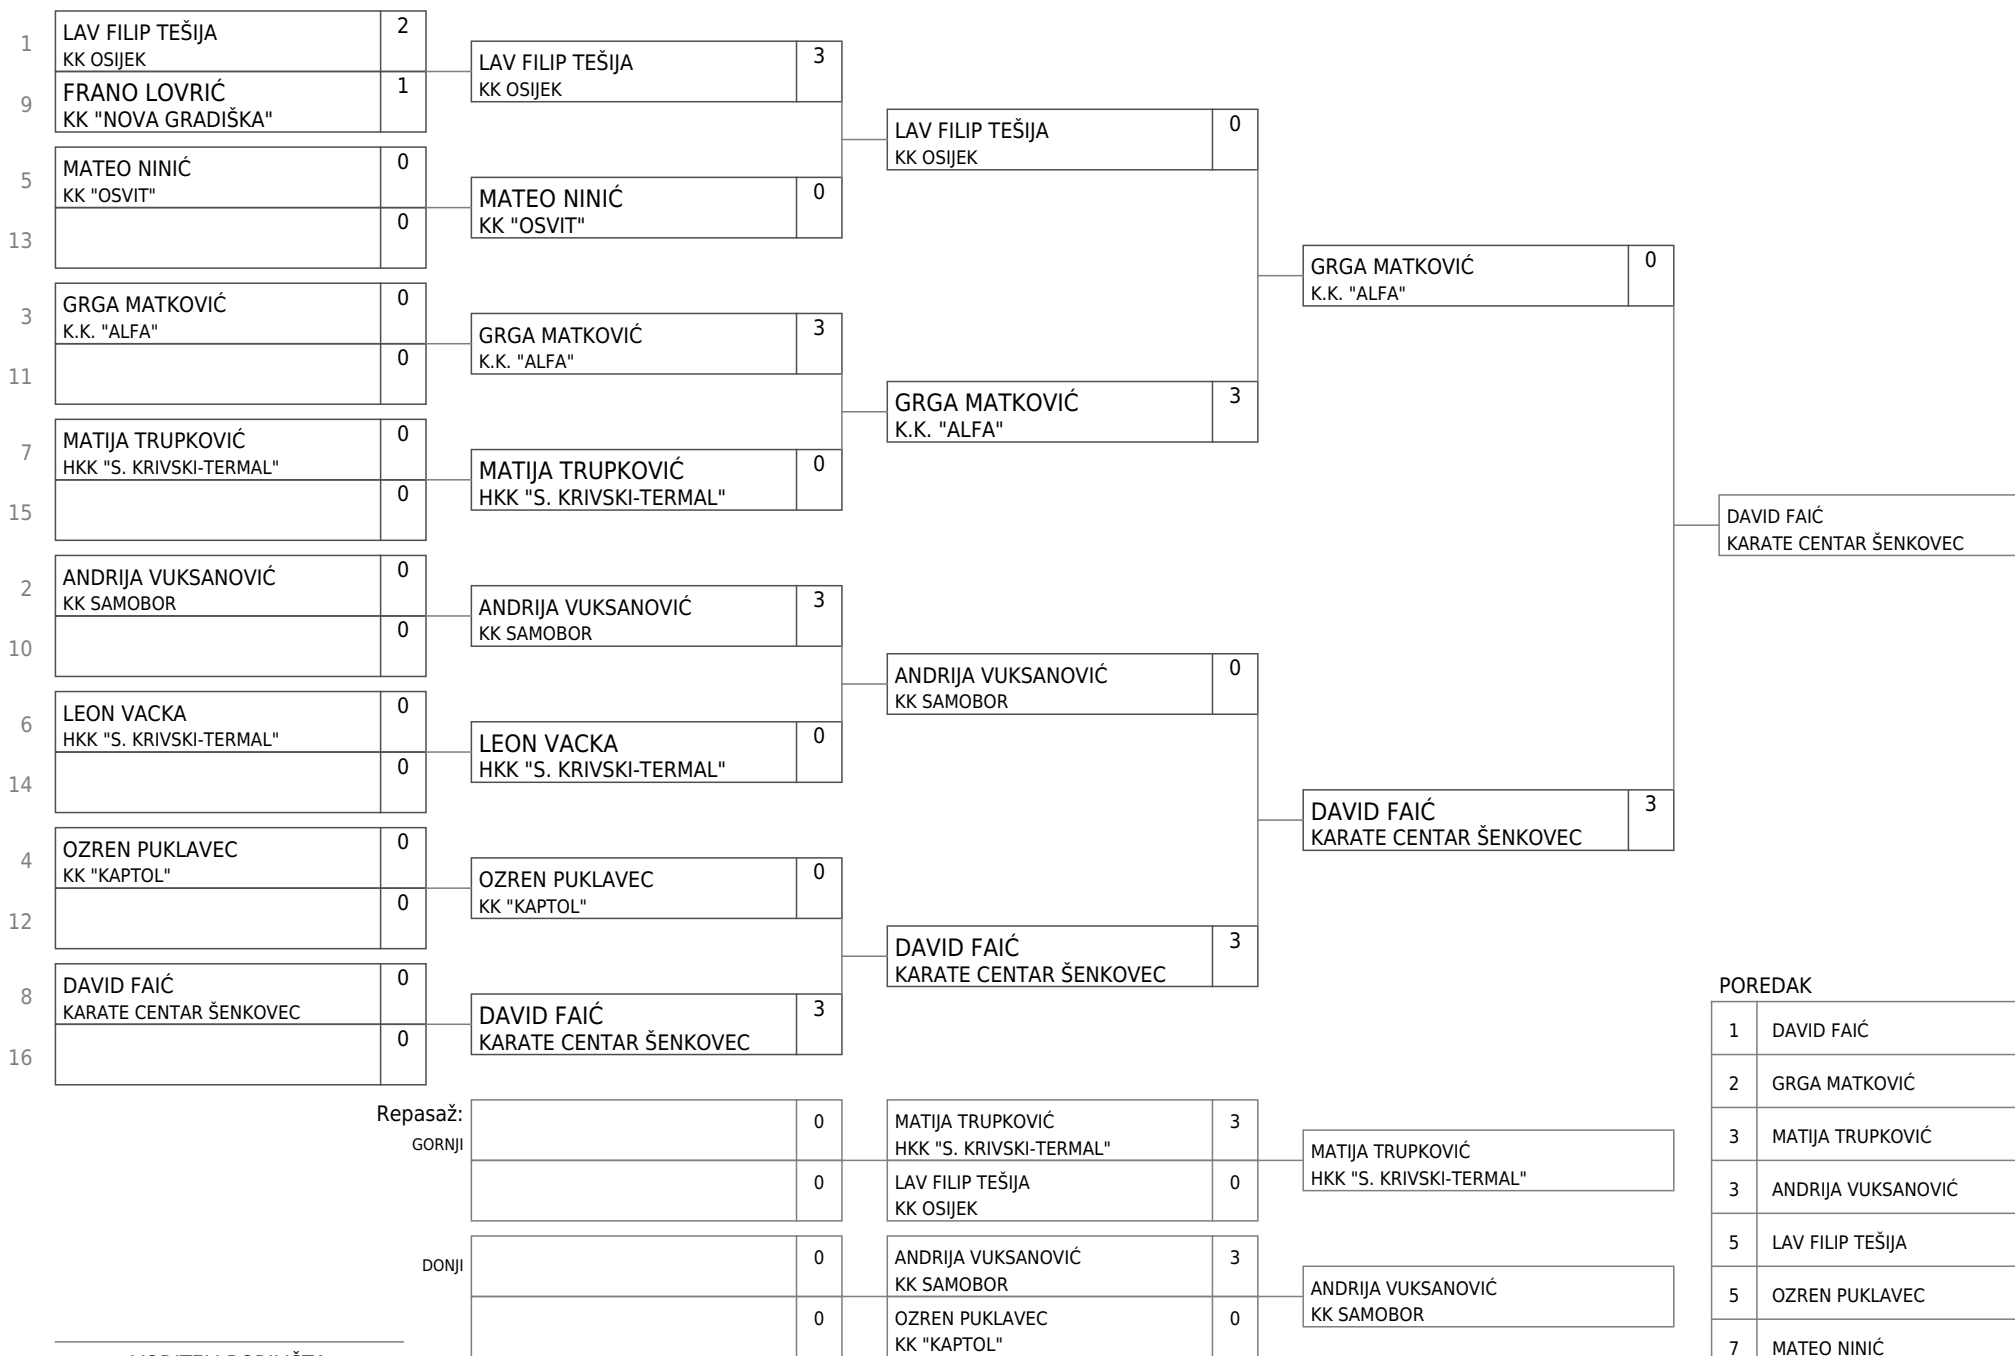 1
LAV FILIP TEŠIJA 2
KK OSIJEK
9
FRANO LOVRIĆ 1
KK "NOVA GRADIŠKA"
5
MATEO NINIĆ 0
KK "OSVIT"
13
0
3
GRGA MATKOVIĆ 0
K.K. "ALFA"
11
0
7
MATIJA TRUPKOVIĆ 0
HKK "S. KRIVSKI-TERMAL"
15
0
2
ANDRIJA VUKSANOVIĆ 0
KK SAMOBOR
10
0
6
LEON VACKA 0
HKK "S. KRIVSKI-TERMAL"
14
0
4
OZREN PUKLAVEC 0
KK "KAPTOL"
12
0
8
DAVID FAIĆ 0
KARATE CENTAR ŠENKOVEC
16
0
LAV FILIP TEŠIJA 3
KK OSIJEK
MATEO NINIĆ 0
KK "OSVIT"
GRGA MATKOVIĆ 3
K.K. "ALFA"
MATIJA TRUPKOVIĆ 0
HKK "S. KRIVSKI-TERMAL"
ANDRIJA VUKSANOVIĆ 3
KK SAMOBOR
LEON VACKA 0
HKK "S. KRIVSKI-TERMAL"
OZREN PUKLAVEC 0
KK "KAPTOL"
DAVID FAIĆ 3
KARATE CENTAR ŠENKOVEC
LAV FILIP TEŠIJA 0
KK OSIJEK
GRGA MATKOVIĆ 3
K.K. "ALFA"
ANDRIJA VUKSANOVIĆ 0
KK SAMOBOR
DAVID FAIĆ 3
KARATE CENTAR ŠENKOVEC
GRGA MATKOVIĆ 0
K.K. "ALFA"
DAVID FAIĆ 3
KARATE CENTAR ŠENKOVEC
DAVID FAIĆ
KARATE CENTAR ŠENKOVEC
Repasaž:
GORNJI
0
0
MATIJA TRUPKOVIĆ 3
HKK "S. KRIVSKI-TERMAL"
LAV FILIP TEŠIJA 0
KK OSIJEK
MATIJA TRUPKOVIĆ
HKK "S. KRIVSKI-TERMAL"
DONJI
0
0
ANDRIJA VUKSANOVIĆ 3
KK SAMOBOR
OZREN PUKLAVEC 0
KK "KAPTOL"
ANDRIJA VUKSANOVIĆ
KK SAMOBOR
POREDAK
1 DAVID FAIĆ
2 GRGA MATKOVIĆ
3 MATIJA TRUPKOVIĆ
3 ANDRIJA VUKSANOVIĆ
5 LAV FILIP TEŠIJA
5 OZREN PUKLAVEC
7 MATEO NINIĆ